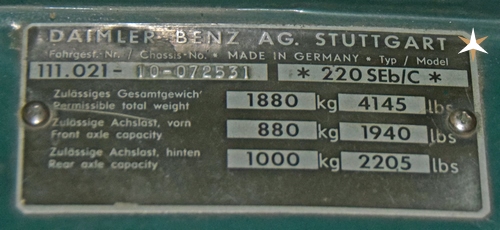 DAIMLER-BENZ AG. STUTTGART
Fahrgest.-Nr. / Chassis-No. • MADE IN GERMANY • Typ / Model
111.021- 10-072531 * 220 SEb/C *
Zulässiges Gesamtgewicht
Permissible total weight 1880 kg 4145 lbs
Zulässige Achslast, vorn
Front axle capacity 880 kg 1940 lbs
Zulässige Achslast, hinten
Rear axle capacity 1000 kg 2205 lbs